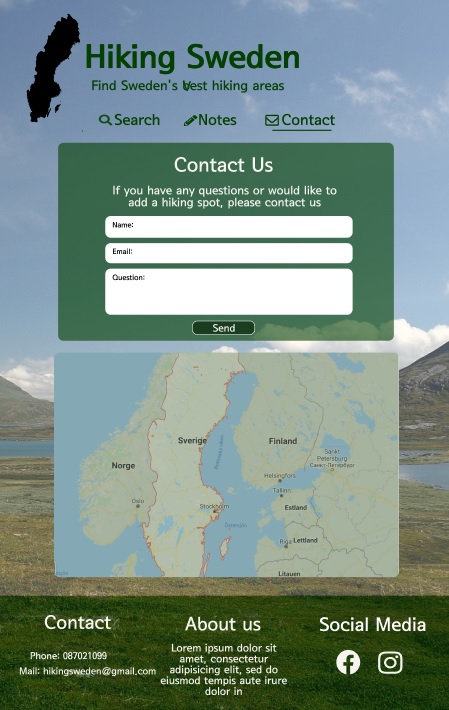 Hiking Sweden
Find Sweden's best hiking areas
Search Notes Contact
Contact Us
If you have any questions or would like to
add a hiking spot, please contact us
Name:
Email:
Question:
Send
Sverige
Finland
Norge
Sankt
Petersburg
Санкт-Петербург
Helsingfors
Tallinn
Oslo
Stockholm
Estland
Riga Lettland
Litauen
Contact
Phone: 087021099
Mail: hikingsweden@gmail.com
About us
Lorem ipsum dolor sit
amet, consectetur
adipisicing elit, sed do
eiusmod tempis aute irure
dolor in
Social Media